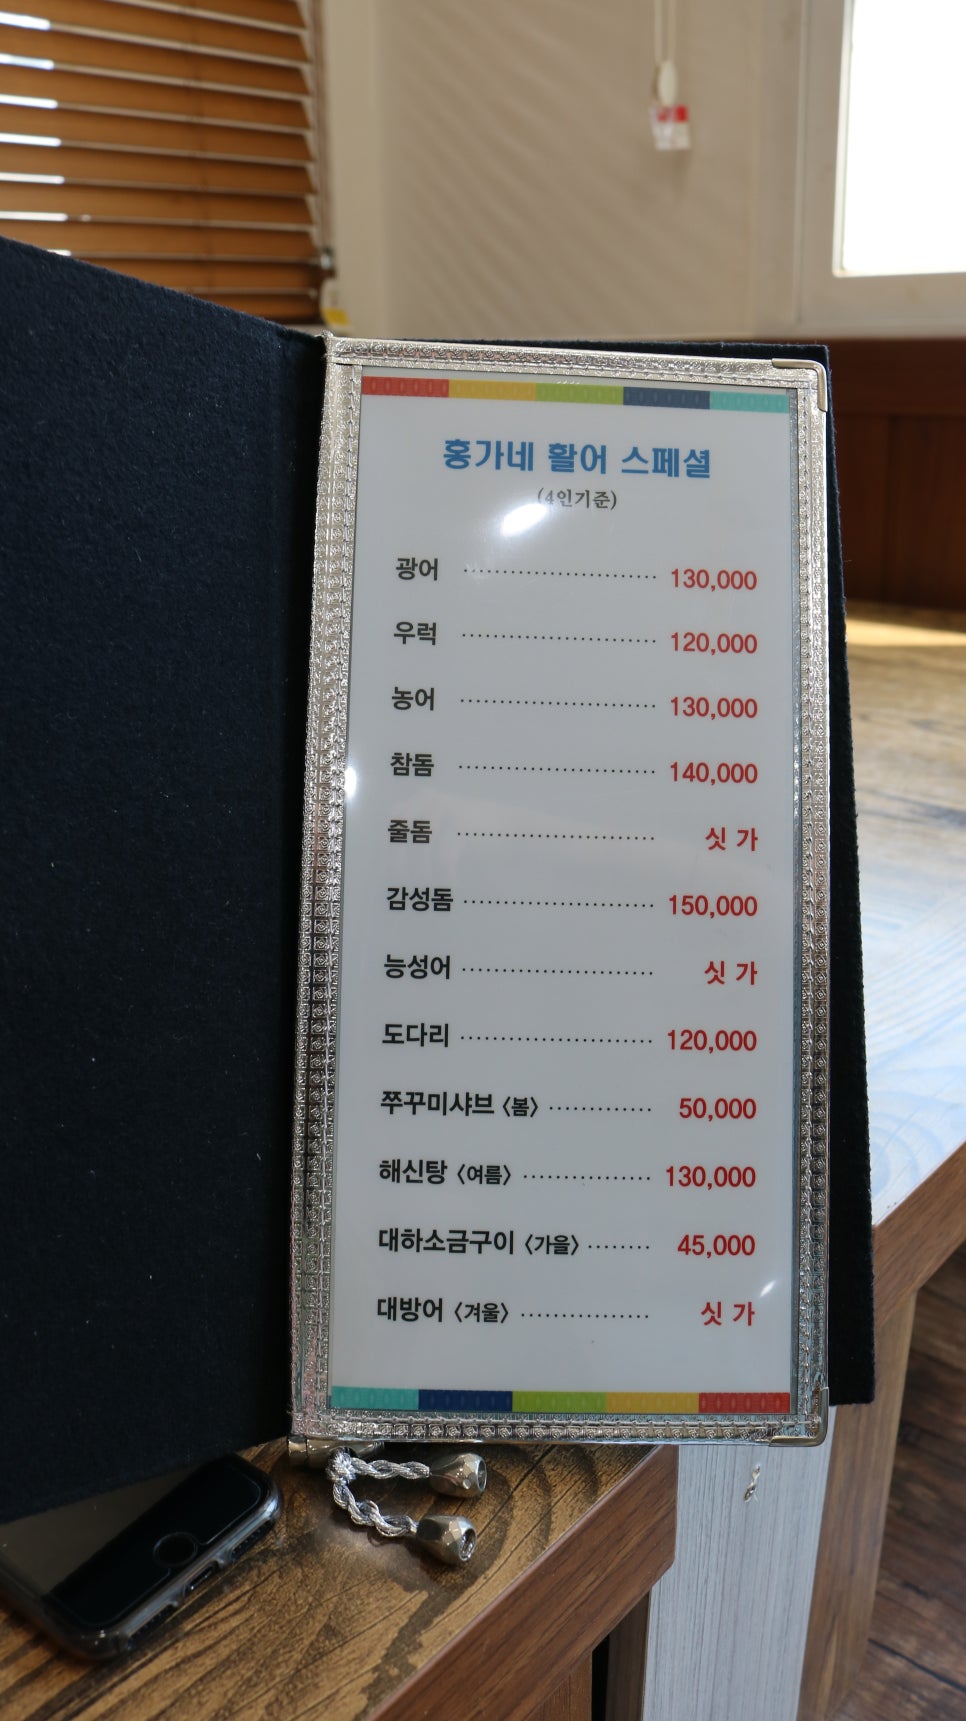 홍가네 활어 스페셜
(4인기준)
광어 ........................ 130,000
우럭 ........................ 120,000
농어 ........................ 130,000
참돔 ........................ 140,000
줄돔 ........................ 싯 가
감성돔 ........................ 150,000
능성어 ........................ 싯 가
도다리 ........................ 120,000
쭈꾸미샤브 〈봄〉 ............. 50,000
해신탕 〈여름〉 ................ 130,000
대하소금구이 〈가을〉 ........ 45,000
대방어 〈겨울〉 ................ 싯 가